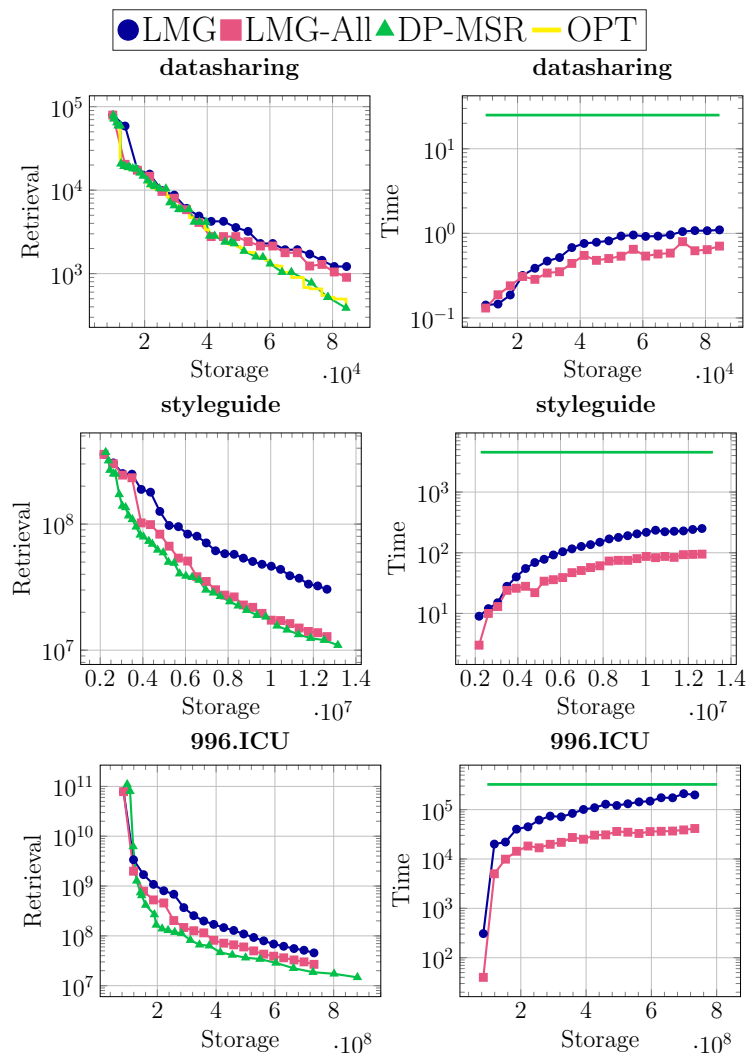 LMG LMG-All DP-MSR OPT
datasharing
10^5
10^4
10^3
Retrieval
2 4 6 8
Storage
·10^4
datasharing
10^1
10^0
10^−1
Time
2 4 6 8
Storage
·10^4
styleguide
10^8
10^7
Retrieval
0.2 0.4 0.6 0.8 1 1.2 1.4
Storage
·10^7
styleguide
10^3
10^2
10^1
Time
0.2 0.4 0.6 0.8 1 1.2 1.4
Storage
·10^7
996.ICU
10^11
10^10
10^9
10^8
10^7
Retrieval
2 4 6 8
Storage
·10^8
996.ICU
10^5
10^4
10^3
10^2
Time
2 4 6 8
Storage
·10^8